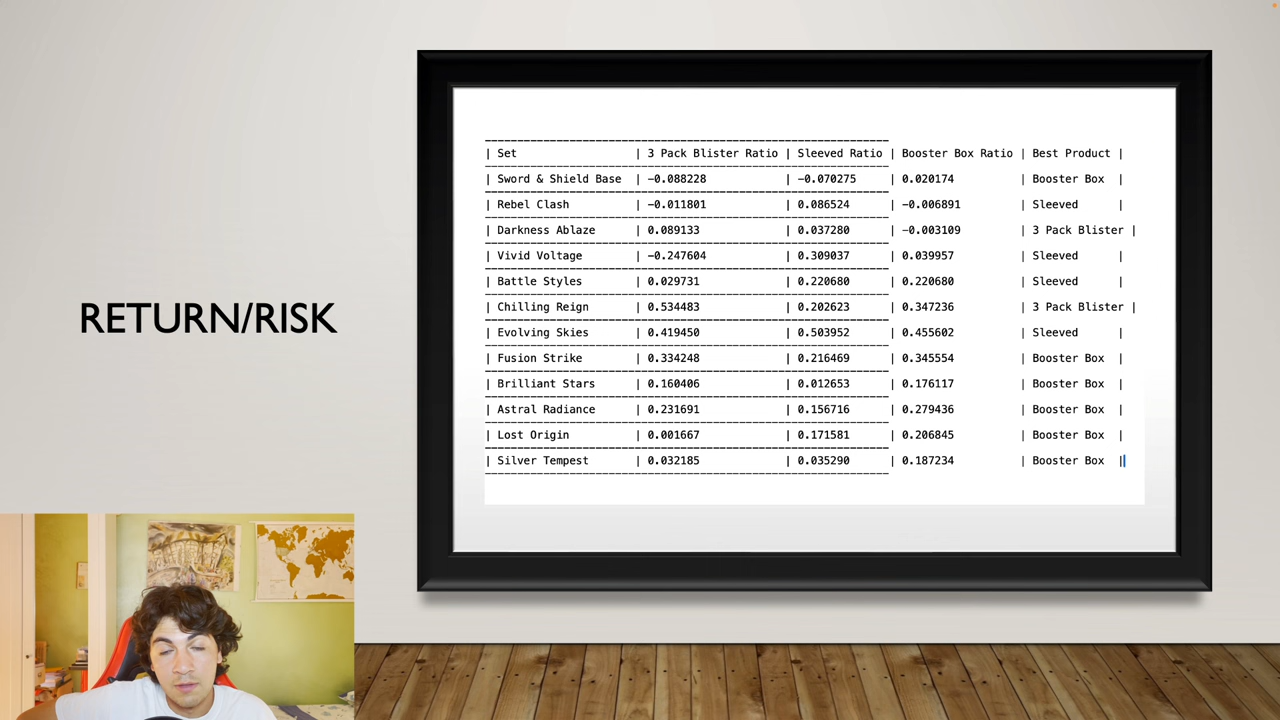 RETURN/RISK
| Set | 3 Pack Blister Ratio | Sleeved Ratio | Booster Box Ratio | Best Product |
| Sword & Shield Base | -0.088228 | -0.070275 | 0.020174 | Booster Box |
| Rebel Clash | -0.011801 | 0.086524 | -0.006891 | Sleeved |
| Darkness Ablaze | 0.089133 | 0.037280 | -0.003109 | 3 Pack Blister |
| Vivid Voltage | -0.247604 | 0.309037 | 0.039957 | Sleeved |
| Battle Styles | 0.029731 | 0.220680 | 0.220680 | Sleeved |
| Chilling Reign | 0.534483 | 0.202623 | 0.347236 | 3 Pack Blister |
| Evolving Skies | 0.419450 | 0.503952 | 0.455602 | Sleeved |
| Fusion Strike | 0.334248 | 0.216469 | 0.345554 | Booster Box |
| Brilliant Stars | 0.160406 | 0.012653 | 0.176117 | Booster Box |
| Astral Radiance | 0.231691 | 0.156716 | 0.279436 | Booster Box |
| Lost Origin | 0.001667 | 0.171581 | 0.206845 | Booster Box |
| Silver Tempest | 0.032185 | 0.035290 | 0.187234 | Booster Box |